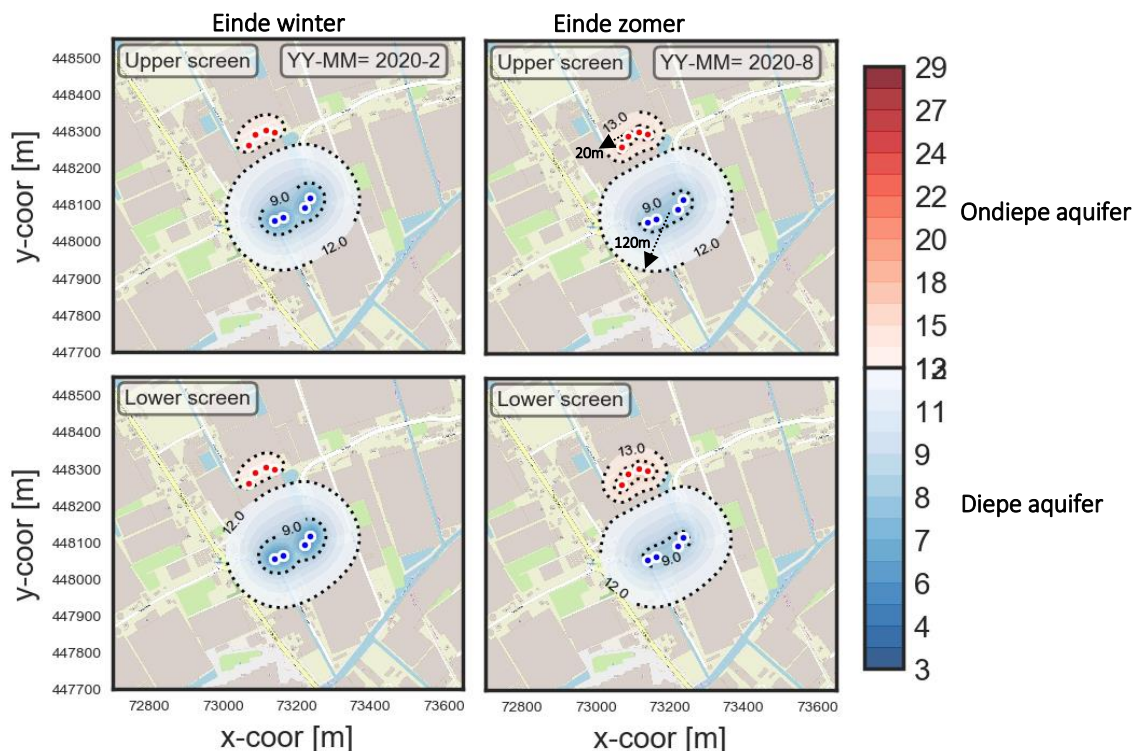 Einde winter
Einde zomer
Upper screen
YY-MM= 2020-2
Upper screen
YY-MM= 2020-8
y-coor [m]
448500
448400
448300
448200
448100
448000
447900
447800
447700
9.0
12.0
13.0
20m
9.0
120m
12.0
29
27
24
22
20
18
15
13
12
11
9
8
7
6
4
3
Ondiepe aquifer
Diepe aquifer
Lower screen
Lower screen
y-coor [m]
448500
448400
448300
448200
448100
448000
447900
447800
447700
12.0
9.0
13.0
9.0
12.0
72800 73000 73200 73400 73600
72800 73000 73200 73400 73600
x-coor [m]
x-coor [m]